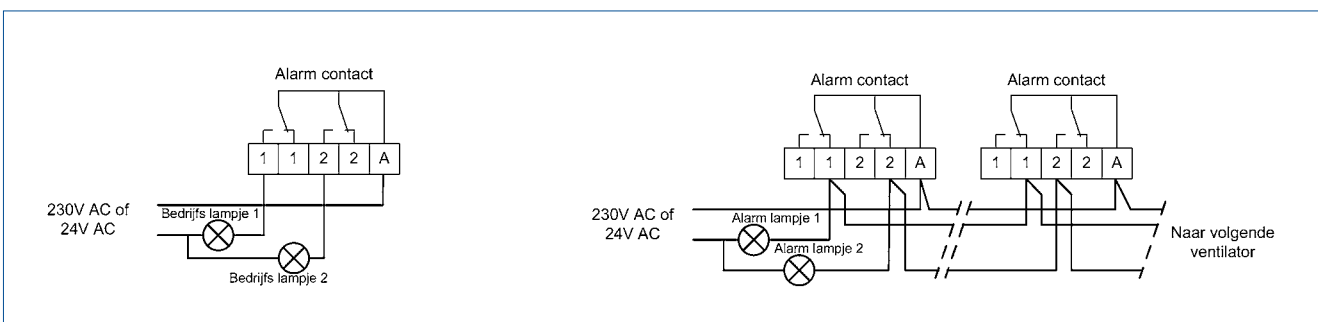 Alarm contact
1 1 2 2 A
230V AC of
24V AC
Bedrijfs lampje 1
Bedrijfs lampje 2
Alarm contact
1 1 2 2 A
Alarm contact
1 1 2 2 A
230V AC of
24V AC
Alarm lampje 1
Alarm lampje 2
Naar volgende
ventilator